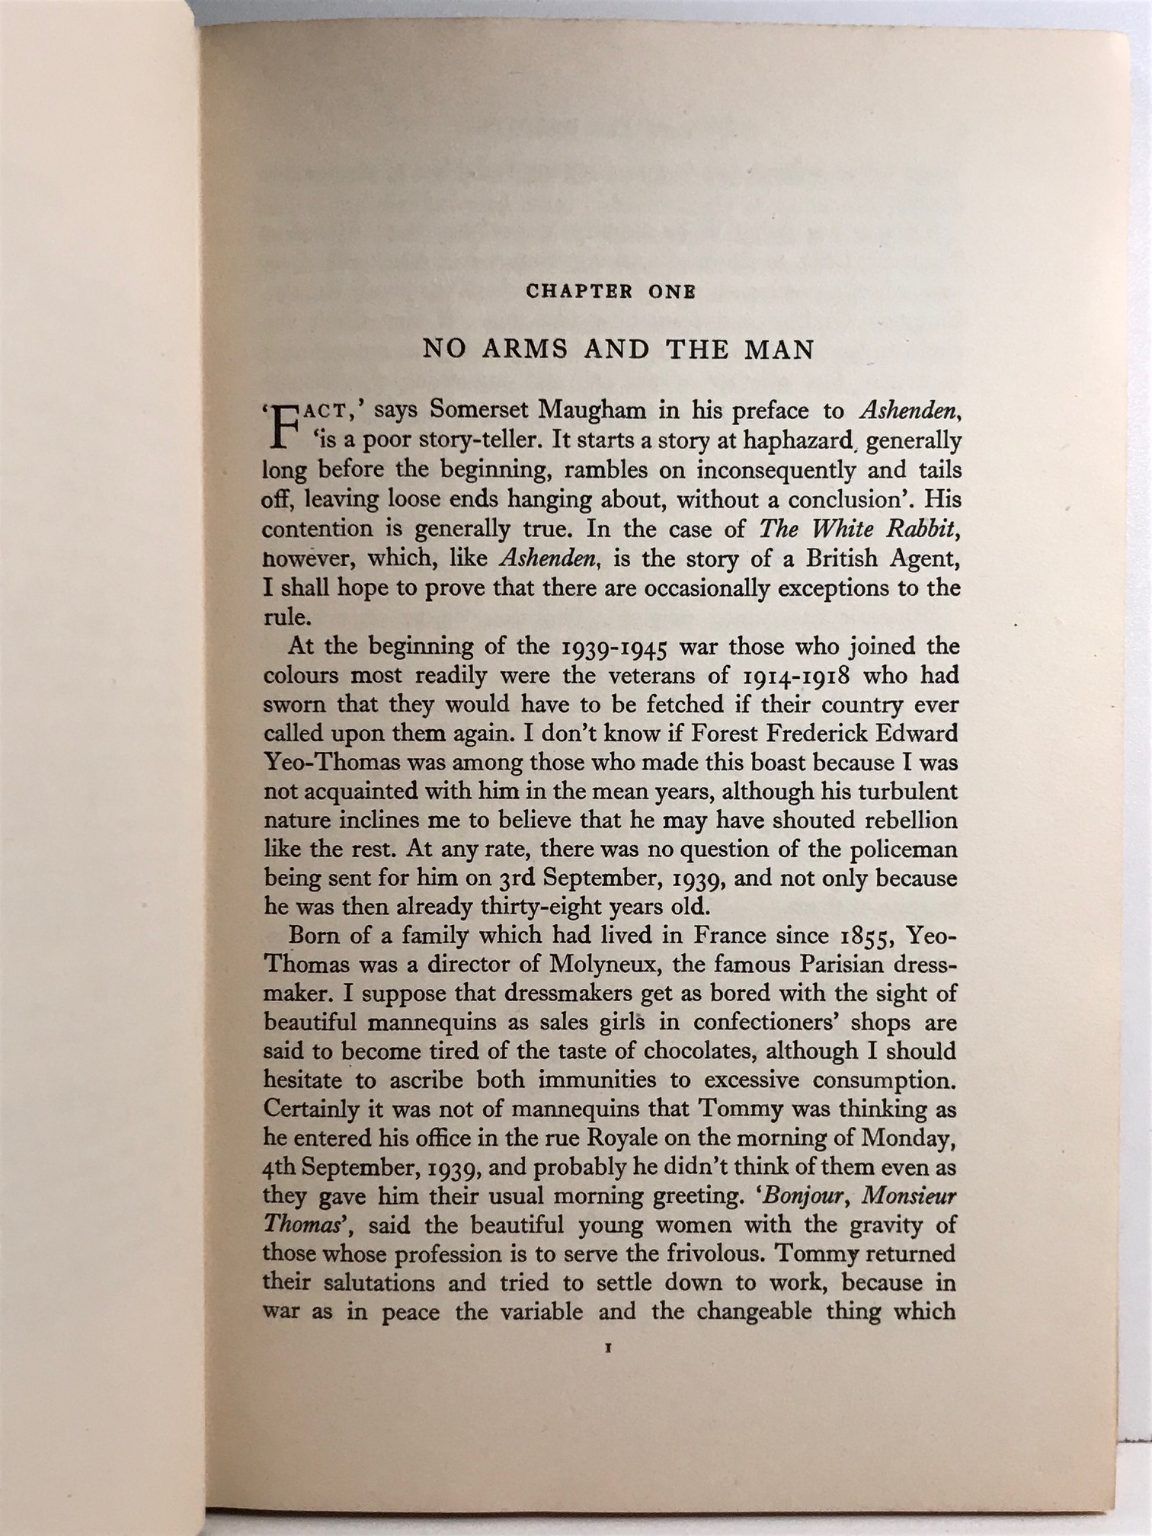 CHAPTER ONE
NO ARMS AND THE MAN
‘FACT,’ says Somerset Maugham in his preface to Ashenden,
‘is a poor story-teller. It starts a story at haphazard, generally
long before the beginning, rambles on inconsequently and tails
off, leaving loose ends hanging about, without a conclusion’. His
contention is generally true. In the case of The White Rabbit,
however, which, like Ashenden, is the story of a British Agent,
I shall hope to prove that there are occasionally exceptions to the
rule.
At the beginning of the 1939-1945 war those who joined the
colours most readily were the veterans of 1914-1918 who had
sworn that they would have to be fetched if their country ever
called upon them again. I don’t know if Forest Frederick Edward
Yeo-Thomas was among those who made this boast because I was
not acquainted with him in the mean years, although his turbulent
nature inclines me to believe that he may have shouted rebellion
like the rest. At any rate, there was no question of the policeman
being sent for him on 3rd September, 1939, and not only because
he was then already thirty-eight years old.
Born of a family which had lived in France since 1855, Yeo-
Thomas was a director of Molyneux, the famous Parisian dress-
maker. I suppose that dressmakers get as bored with the sight of
beautiful mannequins as sales girls in confectioners’ shops are
said to become tired of the taste of chocolates, although I should
hesitate to ascribe both immunities to excessive consumption.
Certainly it was not of mannequins that Tommy was thinking as
he entered his office in the rue Royale on the morning of Monday,
4th September, 1939, and probably he didn’t think of them even as
they gave him their usual morning greeting. ‘Bonjour, Monsieur
Thomas’, said the beautiful young women with the gravity of
those whose profession is to serve the frivolous. Tommy returned
their salutations and tried to settle down to work, because in
war as in peace the variable and the changeable thing which
1